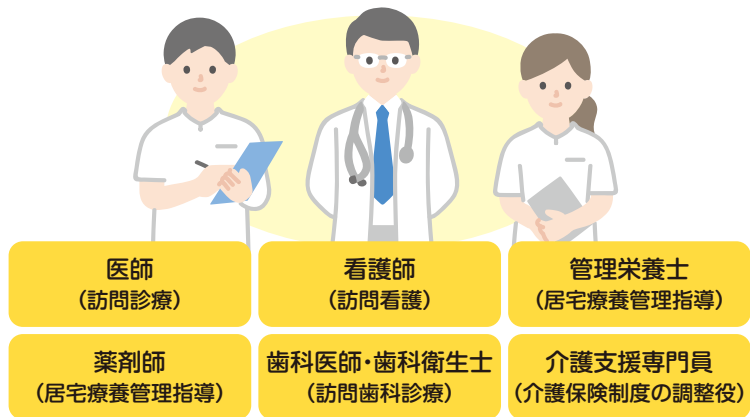 医師
(訪問診療)
看護師
(訪問看護)
管理栄養士
(居宅療養管理指導)
薬剤師
(居宅療養管理指導)
歯科医師・歯科衛生士
(訪問歯科診療)
介護支援専門員
(介護保険制度の調整役)